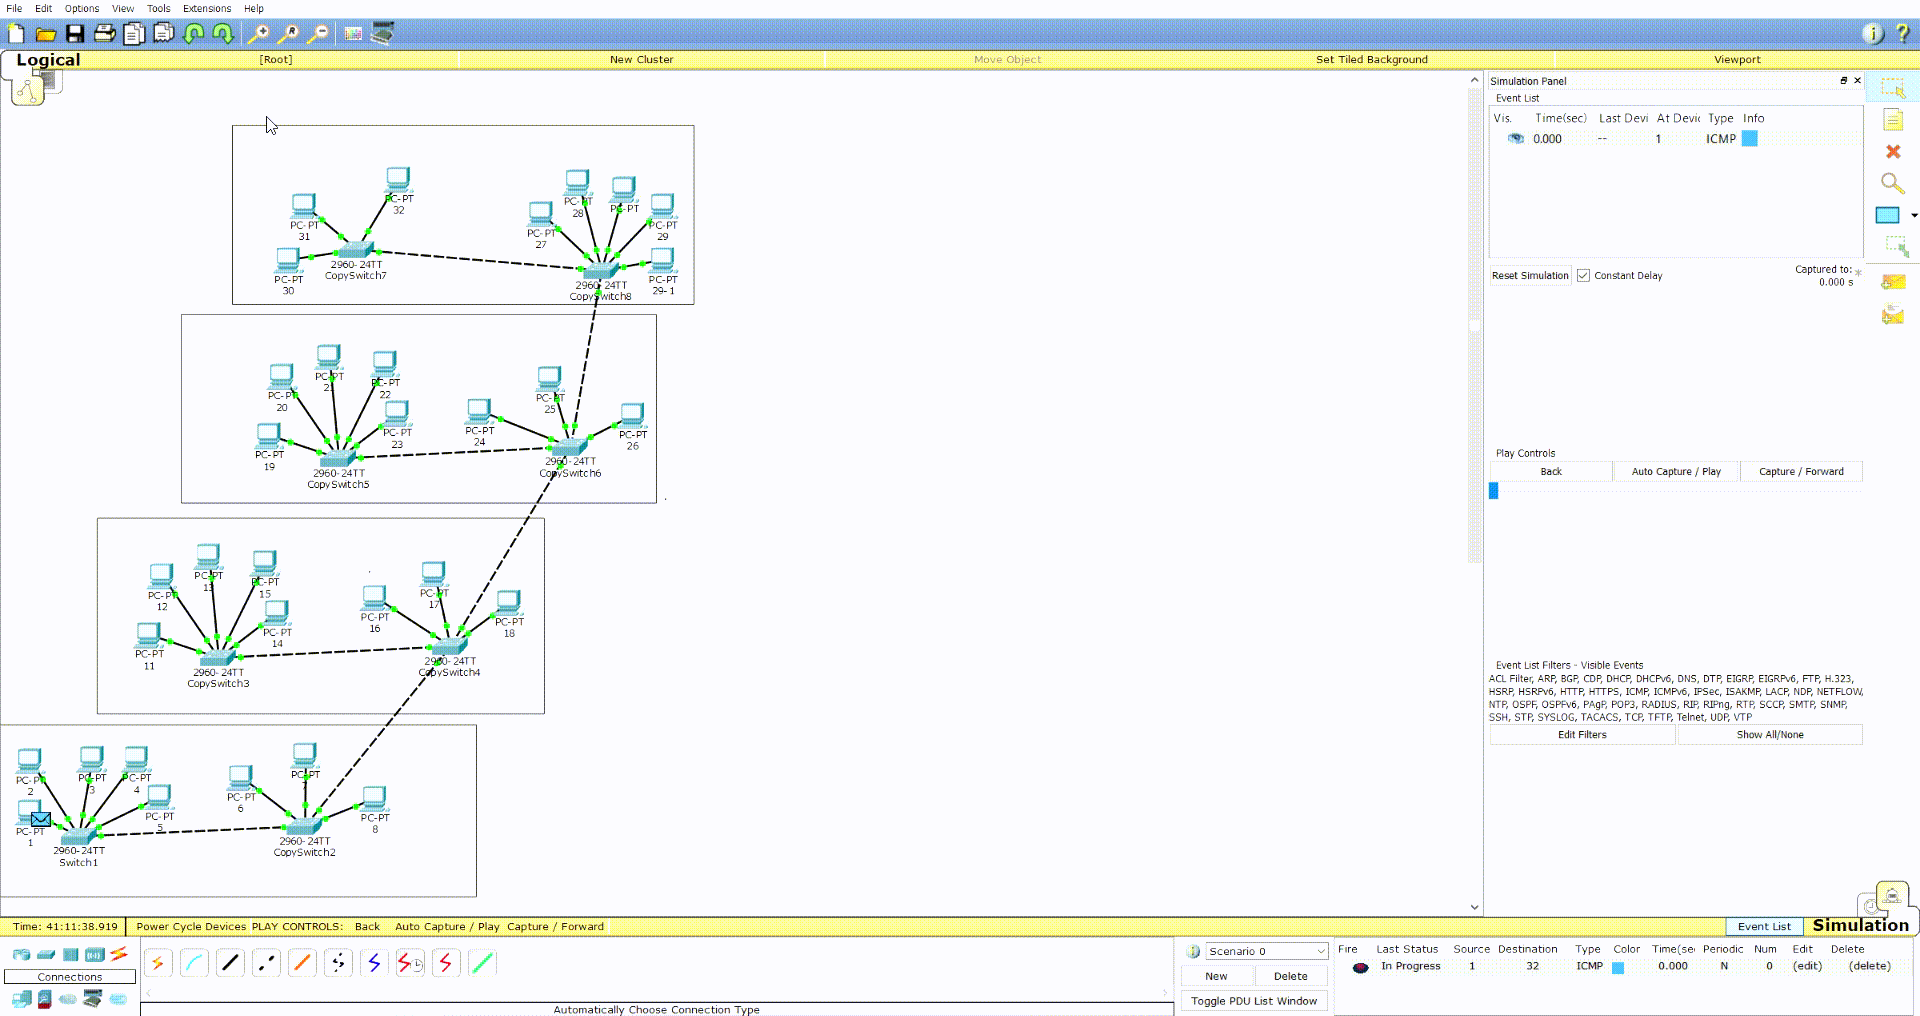 File Edit Options View Tools Extensions Help
Logical [Root] New Cluster Move Object Set Tiled Background Viewport
Simulation Panel
Event List
Vis. Time(sec) Last Devi At Devic Type Info
0.000 -- 1 ICMP
Reset Simulation Constant Delay Captured to: *
0.000 s
Play Controls
Back Auto Capture / Play Capture / Forward
Event List Filters - Visible Events
ACL Filter, ARP, BGP, CDP, DHCP, DHCPv6, DNS, DTP, EIGRP, EIGRPv6, FTP, H.323,
HSRP, HSRPv6, HTTP, HTTPS, ICMP, ICMPv6, IPSec, ISAKMP, LACP, NDP, NETFLOW,
NTP, OSPF, OSPFv6, PAgP, POP3, RADIUS, RIP, RIPng, RTP, SCCP, SMTP, SNMP,
SSH, STP, SYSLOG, TACACS, TCP, TFTP, Telnet, UDP, VTP
Edit Filters Show All/None
PC-PT
32
PC-PT
31
PC-PT
30
2960-24TT
CopySwitch7
PC-PT
28
PC-PT
PC-PT
27
PC-PT
29
PC-PT
29-1
2960-24TT
CopySwitch8
PC-PT
21
PC-PT
22
PC-PT
20
PC-PT
23
PC-PT
19
2960-24TT
CopySwitch5
PC-PT
25
PC-PT
24
PC-PT
26
2960-24TT
CopySwitch6
PC-PT
13
PC-PT
15
PC-PT
12
PC-PT
14
PC-PT
11
2960-24TT
CopySwitch3
PC-PT
17
PC-PT
16
PC-PT
18
2960-24TT
CopySwitch4
PC-PT
2
PC-PT
3
PC-PT
4
PC-PT
5
PC-PT
1
2960-24TT
Switch1
PC-PT
7
PC-PT
6
PC-PT
8
2960-24TT
CopySwitch2
Time: 41:11:38.919 Power Cycle Devices PLAY CONTROLS: Back Auto Capture / Play Capture / Forward Event List Simulation
Connections
Automatically Choose Connection Type
Scenario 0
New Delete
Toggle PDU List Window
Fire Last Status Source Destination Type Color Time(se Periodic Num Edit Delete
In Progress 1 32 ICMP 0.000 N 0 (edit) (delete)